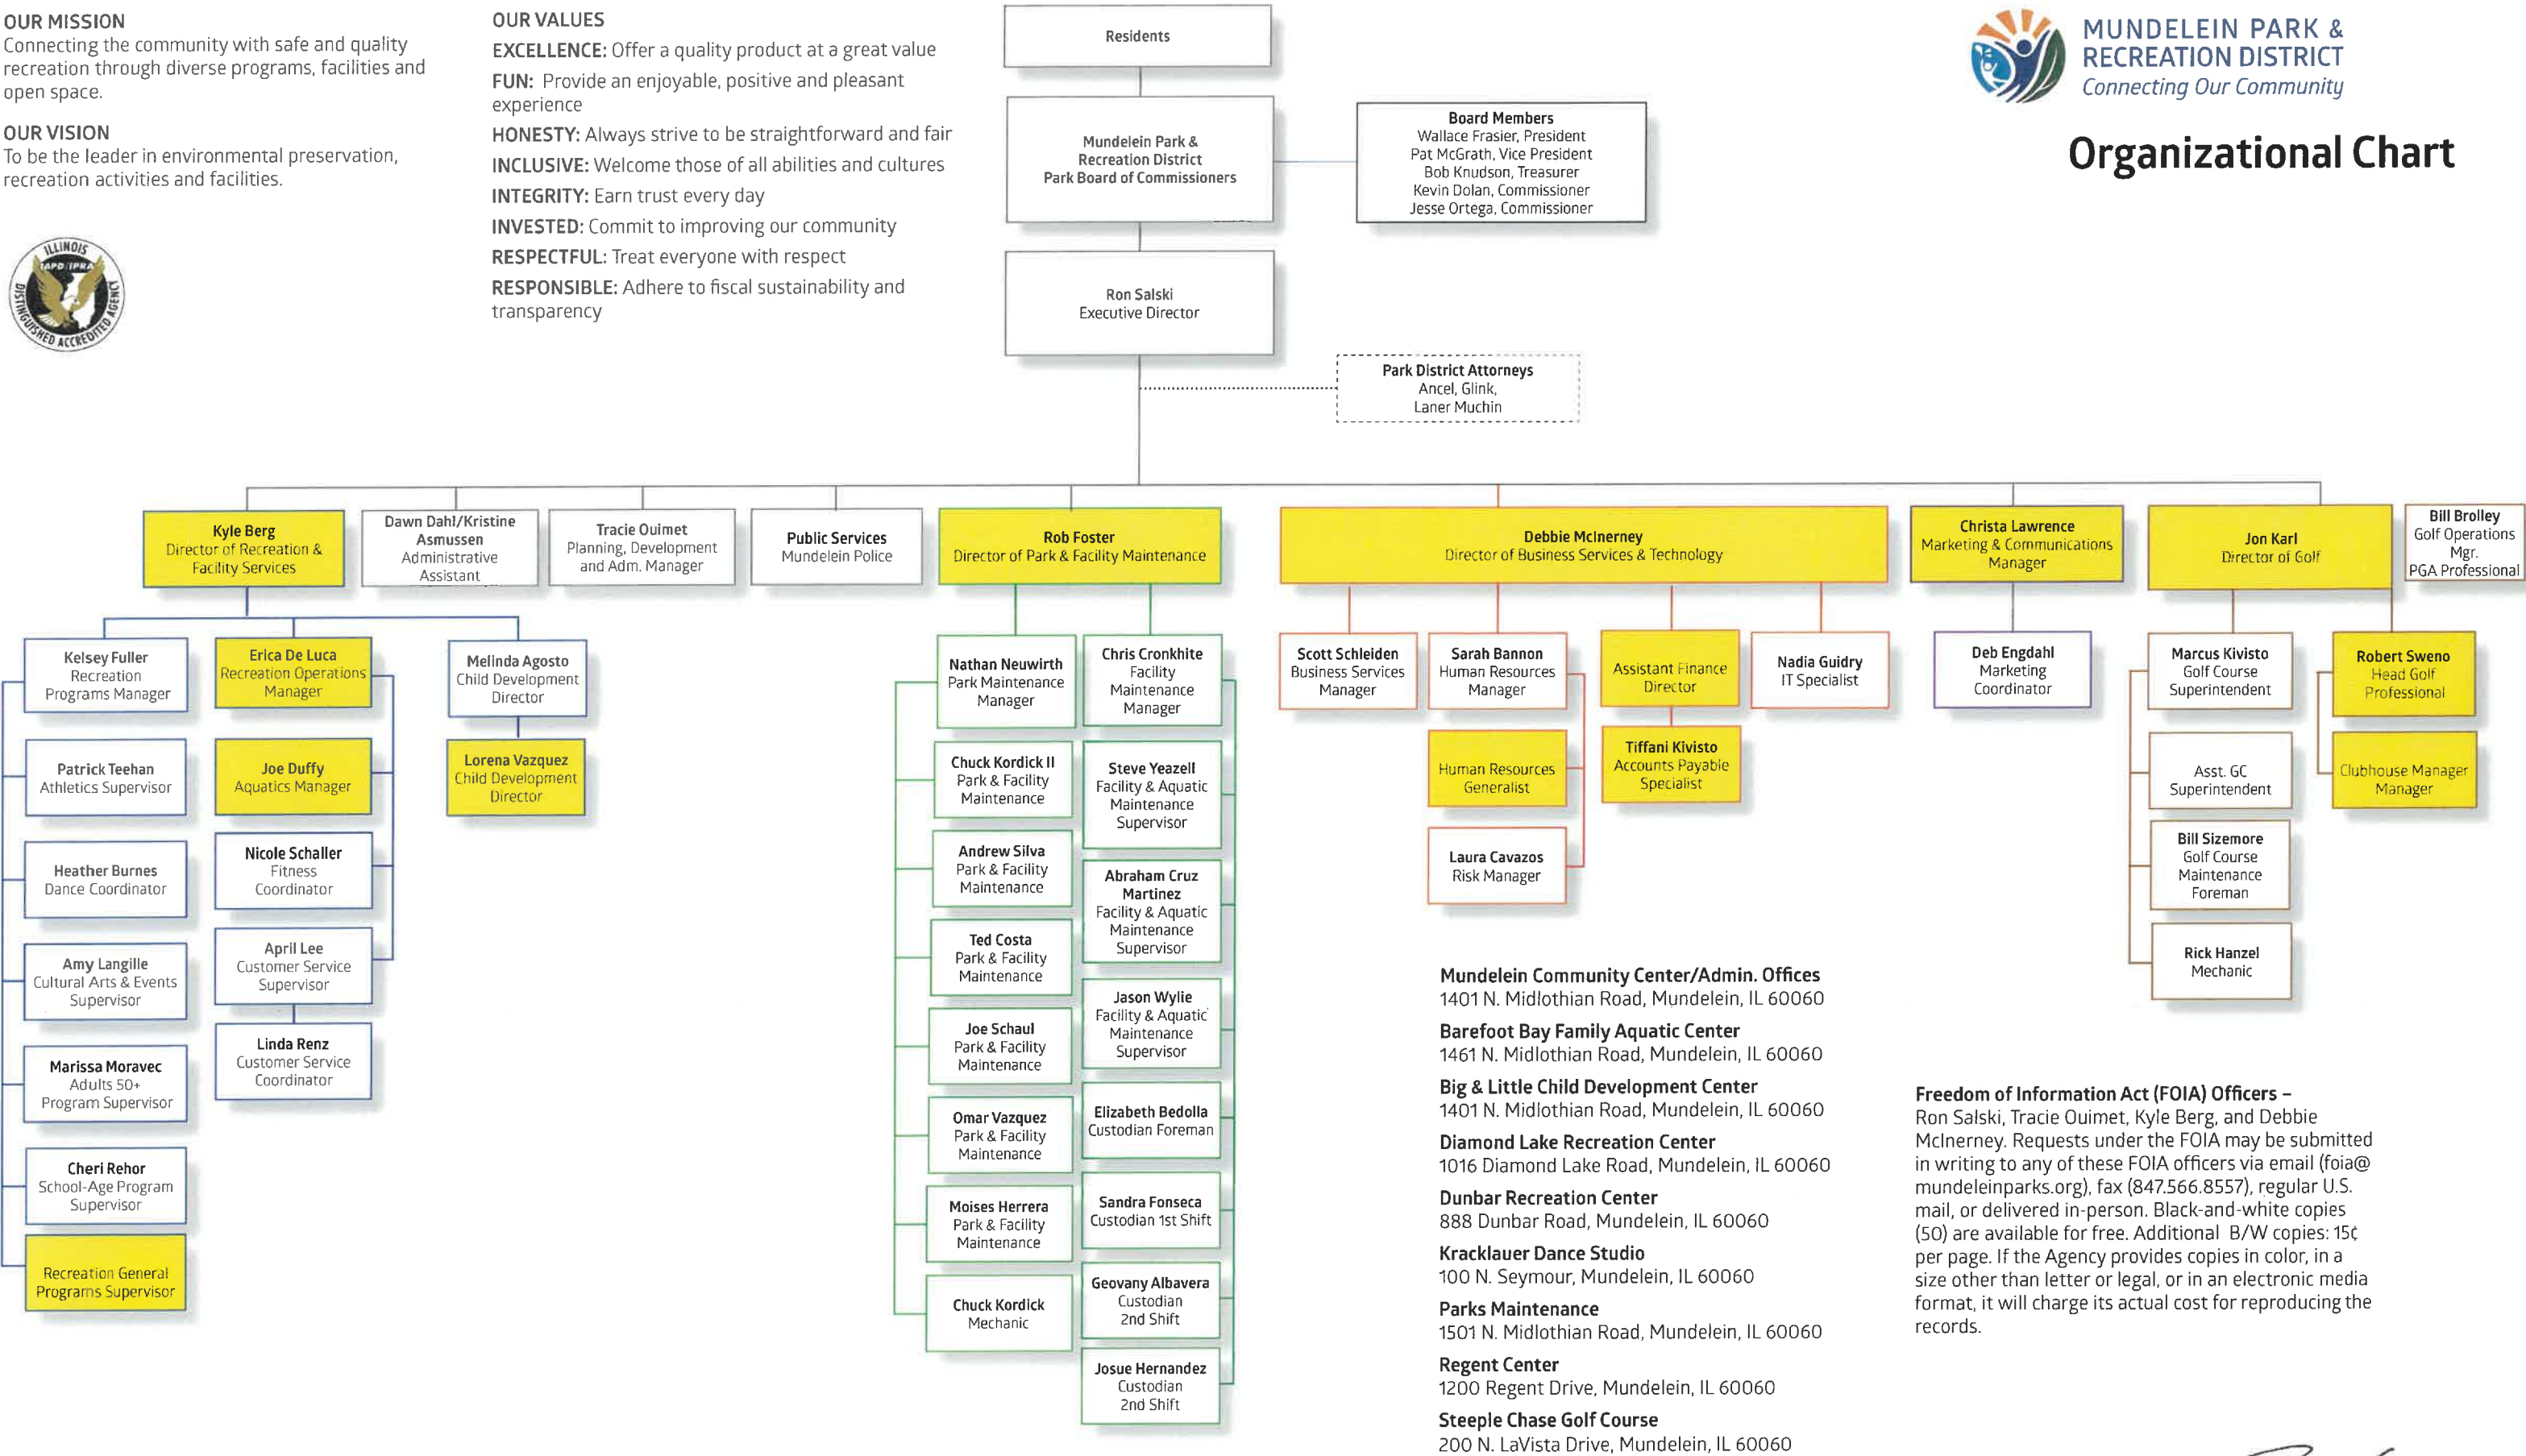 OUR MISSION
Connecting the community with safe and quality
recreation through diverse programs, facilities and
open space.
OUR VISION
To be the leader in environmental preservation,
recreation activities and facilities.
ILLINOIS
IAPD/IPRA
DISTINGUISHED ACCREDITED AGENCY
OUR VALUES
EXCELLENCE: Offer a quality product at a great value
FUN: Provide an enjoyable, positive and pleasant
experience
HONESTY: Always strive to be straightforward and fair
INCLUSIVE: Welcome those of all abilities and cultures
INTEGRITY: Earn trust every day
INVESTED: Commit to improving our community
RESPECTFUL: Treat everyone with respect
RESPONSIBLE: Adhere to fiscal sustainability and
transparency
Residents
Mundelein Park &
Recreation District
Park Board of Commissioners
Board Members
Wallace Frasier, President
Pat McGrath, Vice President
Bob Knudson, Treasurer
Kevin Dolan, Commissioner
Jesse Ortega, Commissioner
Ron Salski
Executive Director
Park District Attorneys
Ancel, Glink,
Laner Muchin
MUNDELEIN PARK &
RECREATION DISTRICT
Connecting Our Community
Organizational Chart
Kyle Berg
Director of Recreation &
Facility Services
Dawn Dahl/Kristine
Asmussen
Administrative
Assistant
Tracie Ouimet
Planning, Development
and Adm. Manager
Public Services
Mundelein Police
Rob Foster
Director of Park & Facility Maintenance
Debbie McInerney
Director of Business Services & Technology
Christa Lawrence
Marketing & Communications
Manager
Jon Karl
Director of Golf
Bill Brolley
Golf Operations
Mgr.
PGA Professional
Kelsey Fuller
Recreation
Programs Manager
Patrick Teehan
Athletics Supervisor
Heather Burnes
Dance Coordinator
Amy Langille
Cultural Arts & Events
Supervisor
Marissa Moravec
Adults 50+
Program Supervisor
Cheri Rehor
School-Age Program
Supervisor
Recreation General
Programs Supervisor
Erica De Luca
Recreation Operations
Manager
Joe Duffy
Aquatics Manager
Nicole Schaller
Fitness
Coordinator
April Lee
Customer Service
Supervisor
Linda Renz
Customer Service
Coordinator
Melinda Agosto
Child Development
Director
Lorena Vazquez
Child Development
Director
Nathan Neuwirth
Park Maintenance
Manager
Chuck Kordick II
Park & Facility
Maintenance
Andrew Silva
Park & Facility
Maintenance
Ted Costa
Park & Facility
Maintenance
Joe Schaul
Park & Facility
Maintenance
Omar Vazquez
Park & Facility
Maintenance
Moises Herrera
Park & Facility
Maintenance
Chuck Kordick
Mechanic
Chris Cronkhite
Facility
Maintenance
Manager
Steve Yeazell
Facility & Aquatic
Maintenance
Supervisor
Abraham Cruz
Martinez
Facility & Aquatic
Maintenance
Supervisor
Jason Wylie
Facility & Aquatic
Maintenance
Supervisor
Elizabeth Bedolla
Custodian Foreman
Sandra Fonseca
Custodian 1st Shift
Geovany Albavera
Custodian
2nd Shift
Josue Hernandez
Custodian
2nd Shift
Scott Schleiden
Business Services
Manager
Sarah Bannon
Human Resources
Manager
Human Resources
Generalist
Laura Cavazos
Risk Manager
Assistant Finance
Director
Tiffani Kivisto
Accounts Payable
Specialist
Nadia Guidry
IT Specialist
Deb Engdahl
Marketing
Coordinator
Marcus Kivisto
Golf Course
Superintendent
Asst. GC
Superintendent
Bill Sizemore
Golf Course
Maintenance
Foreman
Rick Hanzel
Mechanic
Robert Sweno
Head Golf
Professional
Clubhouse Manager
Manager
Mundelein Community Center/Admin. Offices
1401 N. Midlothian Road, Mundelein, IL 60060
Barefoot Bay Family Aquatic Center
1461 N. Midlothian Road, Mundelein, IL 60060
Big & Little Child Development Center
1401 N. Midlothian Road, Mundelein, IL 60060
Diamond Lake Recreation Center
1016 Diamond Lake Road, Mundelein, IL 60060
Dunbar Recreation Center
888 Dunbar Road, Mundelein, IL 60060
Kracklauer Dance Studio
100 N. Seymour, Mundelein, IL 60060
Parks Maintenance
1501 N. Midlothian Road, Mundelein, IL 60060
Regent Center
1200 Regent Drive, Mundelein, IL 60060
Steeple Chase Golf Course
200 N. LaVista Drive, Mundelein, IL 60060
Freedom of Information Act (FOIA) Officers –
Ron Salski, Tracie Ouimet, Kyle Berg, and Debbie
McInerney. Requests under the FOIA may be submitted
in writing to any of these FOIA officers via email (foia@
mundeleinparks.org), fax (847.566.8557), regular U.S.
mail, or delivered in-person. Black-and-white copies
(50) are available for free. Additional B/W copies: 15¢
per page. If the Agency provides copies in color, in a
size other than letter or legal, or in an electronic media
format, it will charge its actual cost for reproducing the
records.